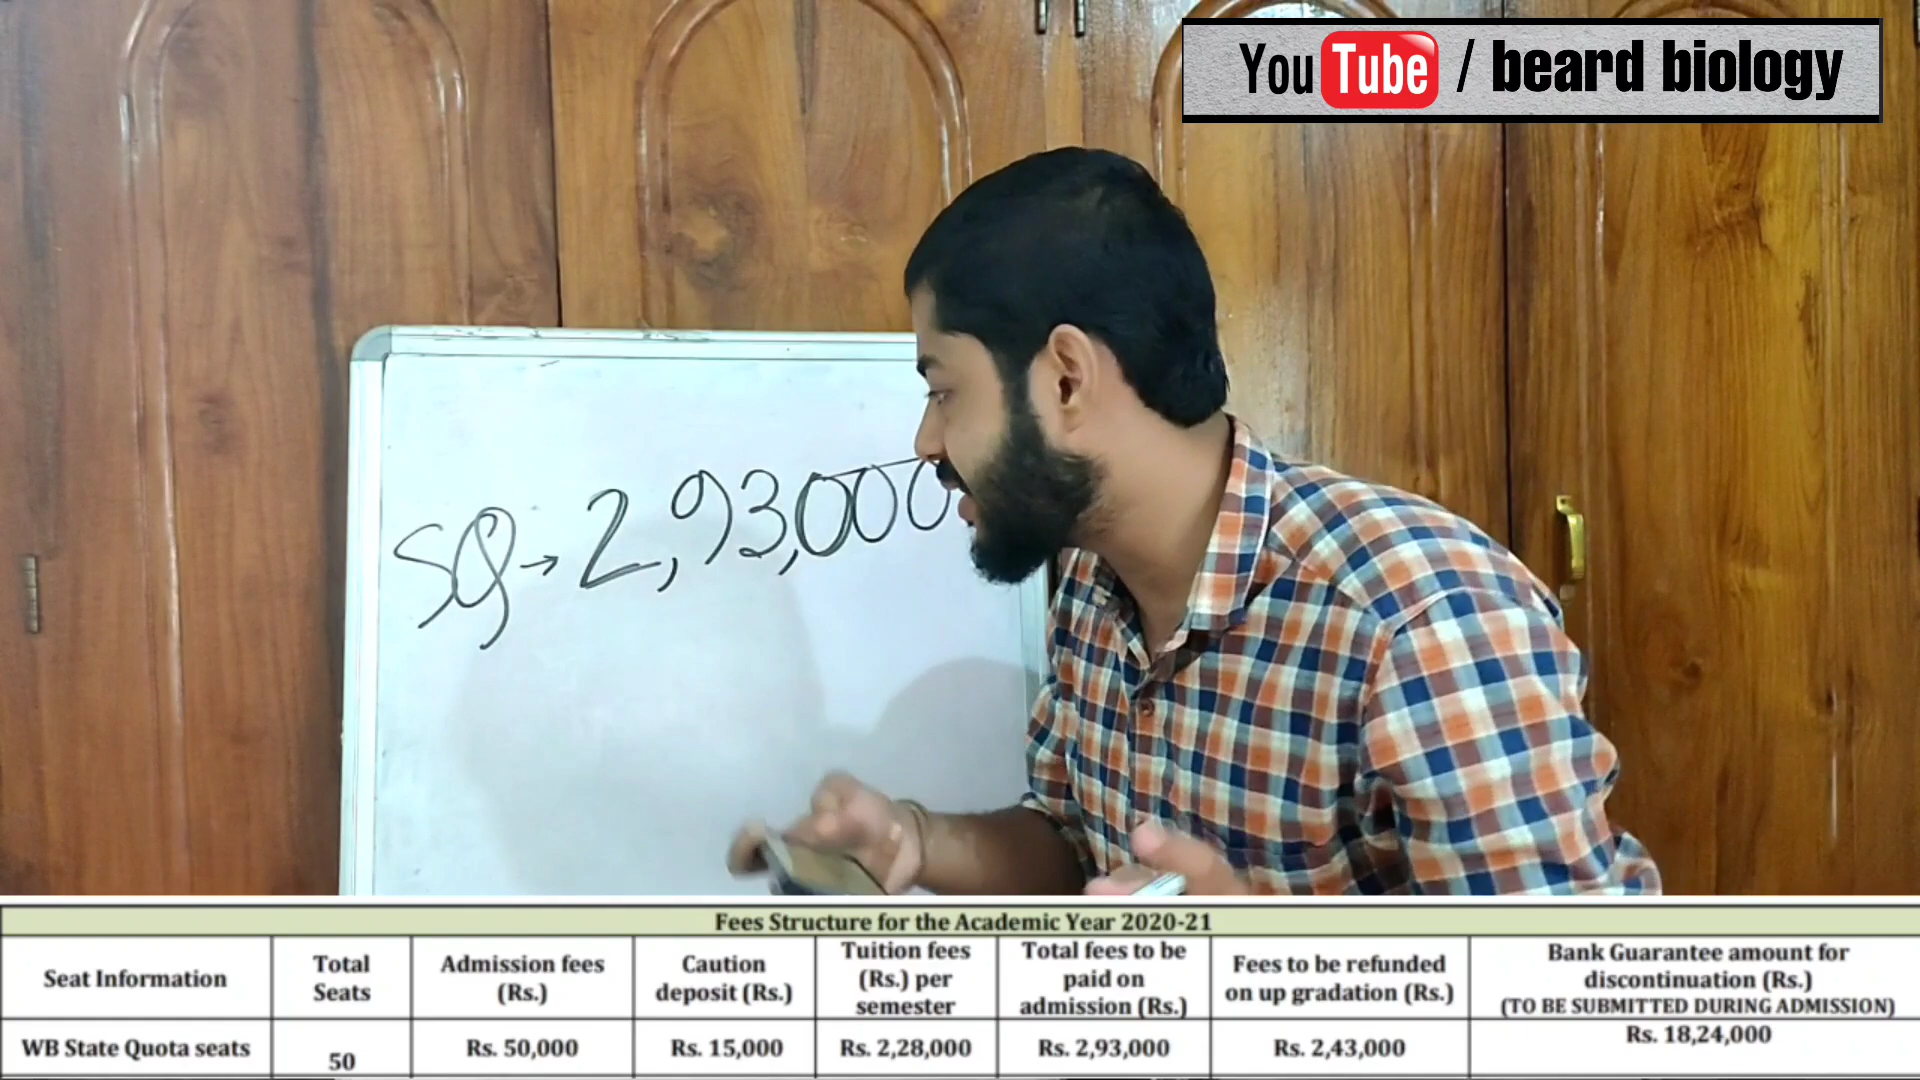 YouTube / beard biology
SQ → 2,93,000
Fees Structure for the Academic Year 2020-21
Seat Information
Total
Seats
Admission fees
(Rs.)
Caution
deposit (Rs.)
Tuition fees
(Rs.) per
semester
Total fees to be
paid on
admission (Rs.)
Fees to be refunded
on up gradation (Rs.)
Bank Guarantee amount for
discontinuation (Rs.)
(TO BE SUBMITTED DURING ADMISSION)
WB State Quota seats
50
Rs. 50,000
Rs. 15,000
Rs. 2,28,000
Rs. 2,93,000
Rs. 2,43,000
Rs. 18,24,000